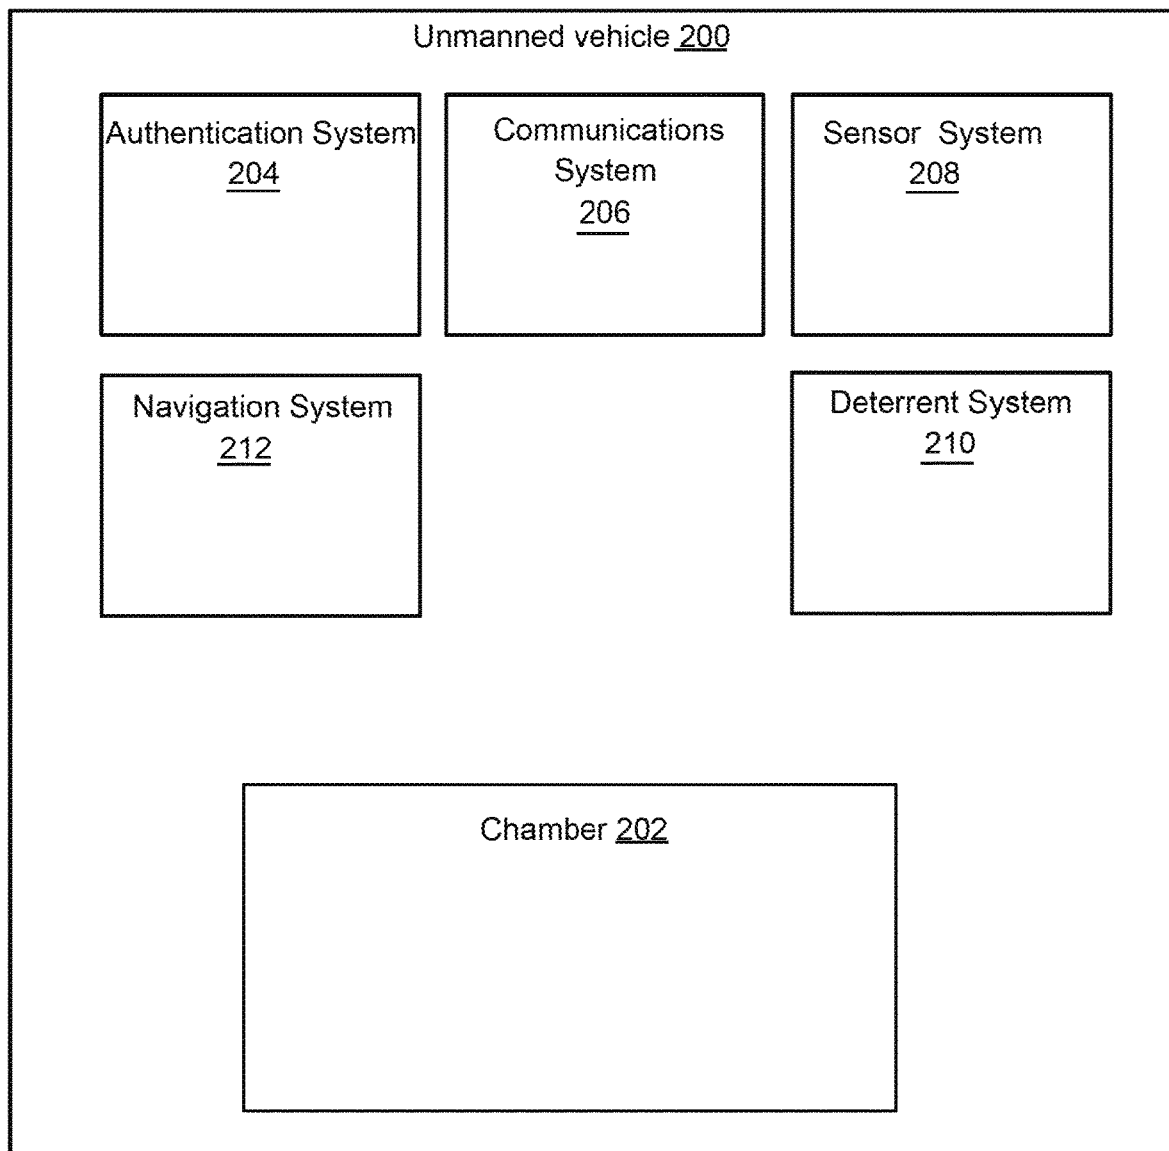 Unmanned vehicle 200
Authentication System
204
Communications
System
206
Sensor System
208
Navigation System
212
Deterrent System
210
Chamber 202